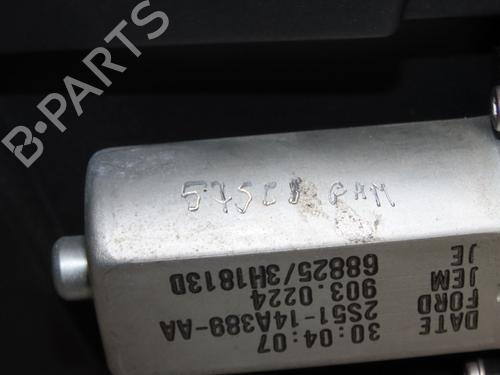 B-PARTS
DATE 30:04:07
FORD 2S51-14A389-AA
JEM 903.0224
JE 68825/3H1813D